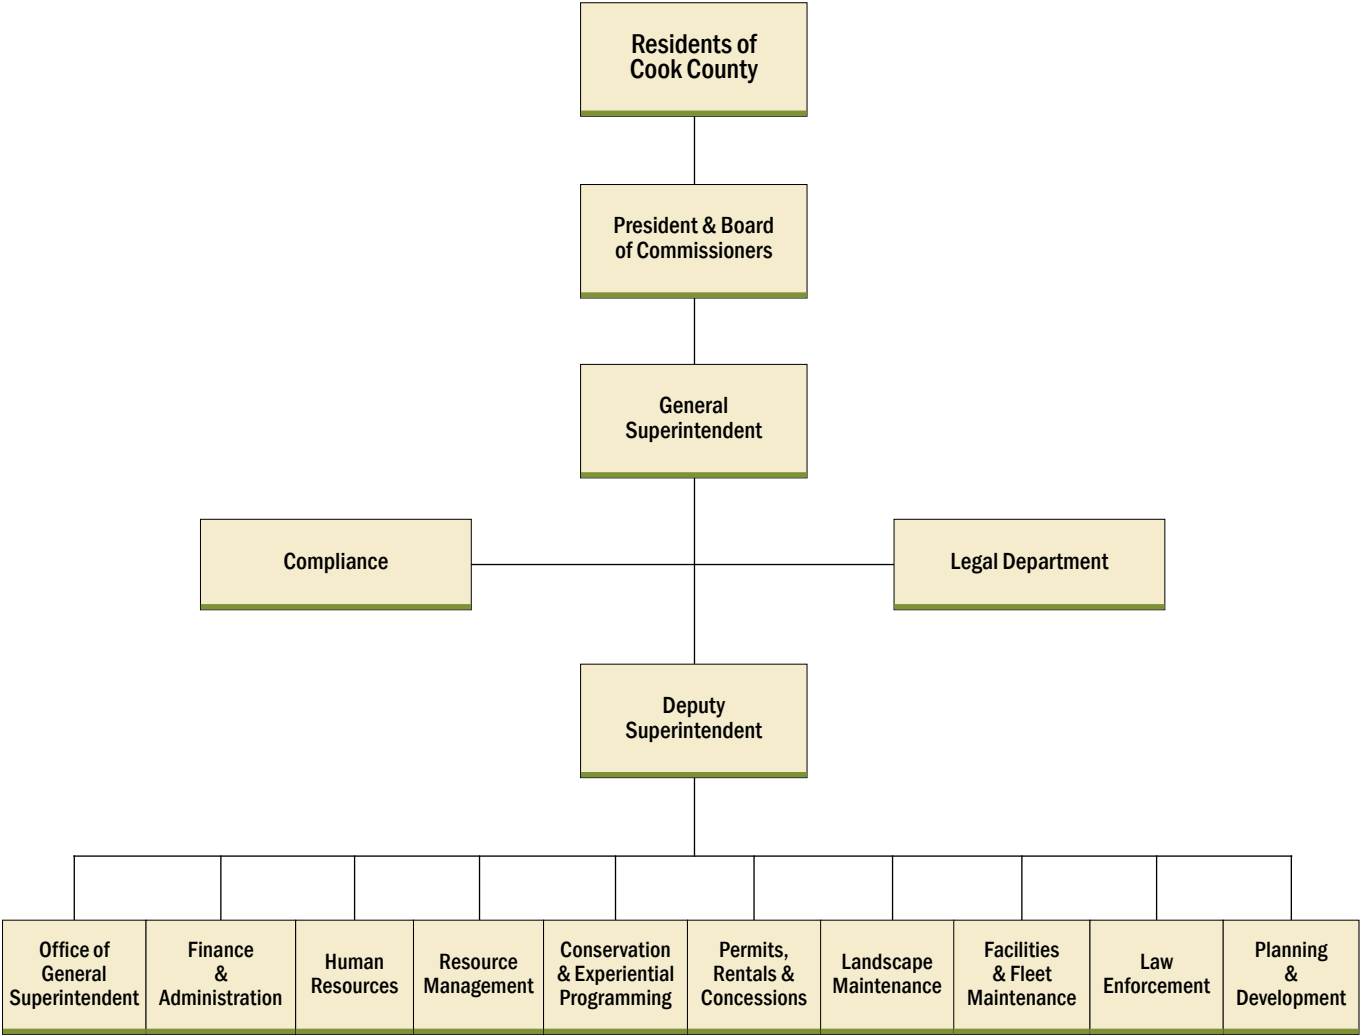 Residents of
Cook County
President & Board
of Commissioners
General
Superintendent
Compliance
Legal Department
Deputy
Superintendent
Office of
General
Superintendent
Finance
&
Administration
Human
Resources
Resource
Management
Conservation
& Experiential
Programming
Permits,
Rentals &
Concessions
Landscape
Maintenance
Facilities
& Fleet
Maintenance
Law
Enforcement
Planning
&
Development